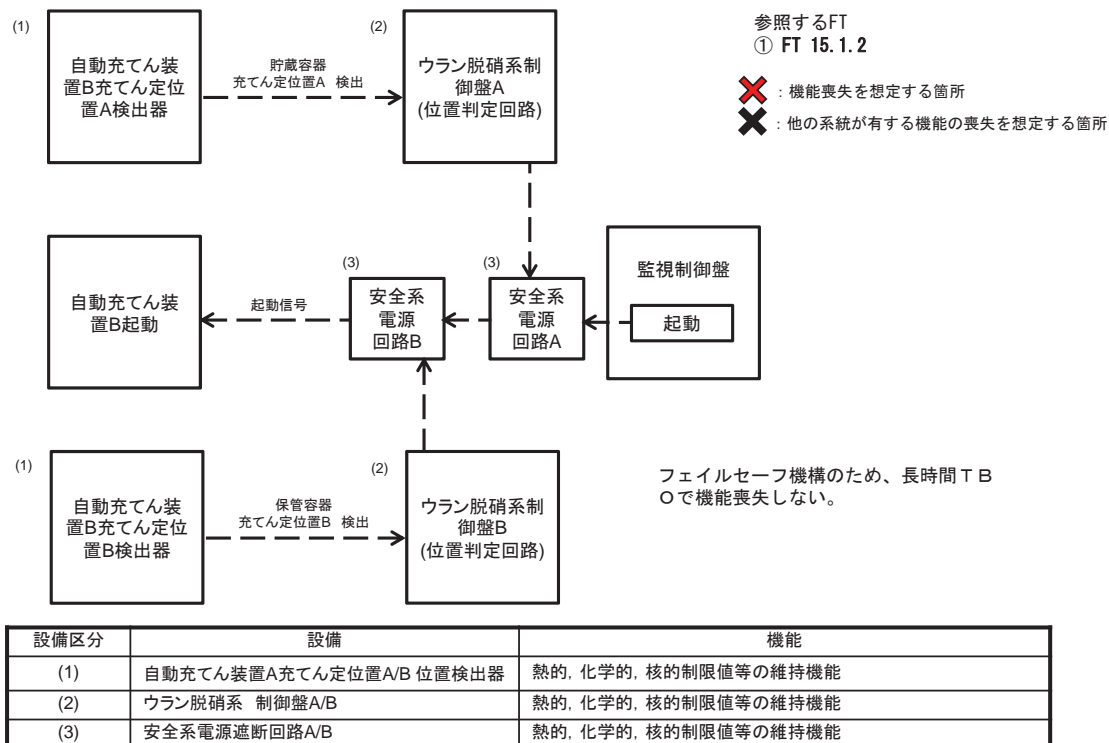 (1)
自動充てん装
置B充てん定位
置A検出器
貯蔵容器
充てん定位置A 検出
(2)
ウラン脱硝系制
御盤A
(位置判定回路)
参照するFT
① FT 15.1.2
：機能喪失を想定する箇所
：他の系統が有する機能の喪失を想定する箇所
自動充てん装
置B起動
起動信号
(3)
安全系
電源
回路B
(3)
安全系
電源
回路A
監視制御盤
起動
(1)
自動充てん装
置B充てん定位
置B検出器
保管容器
充てん定位置B 検出
(2)
ウラン脱硝系制
御盤B
(位置判定回路)
フェイルセーフ機構のため、長時間ＴＢ
Ｏで機能喪失しない。
設備区分 設備 機能
(1) 自動充てん装置A充てん定位置A/B 位置検出器 熱的, 化学的, 核的制限値等の維持機能
(2) ウラン脱硝系 制御盤A/B 熱的, 化学的, 核的制限値等の維持機能
(3) 安全系電源遮断回路A/B 熱的, 化学的, 核的制限値等の維持機能